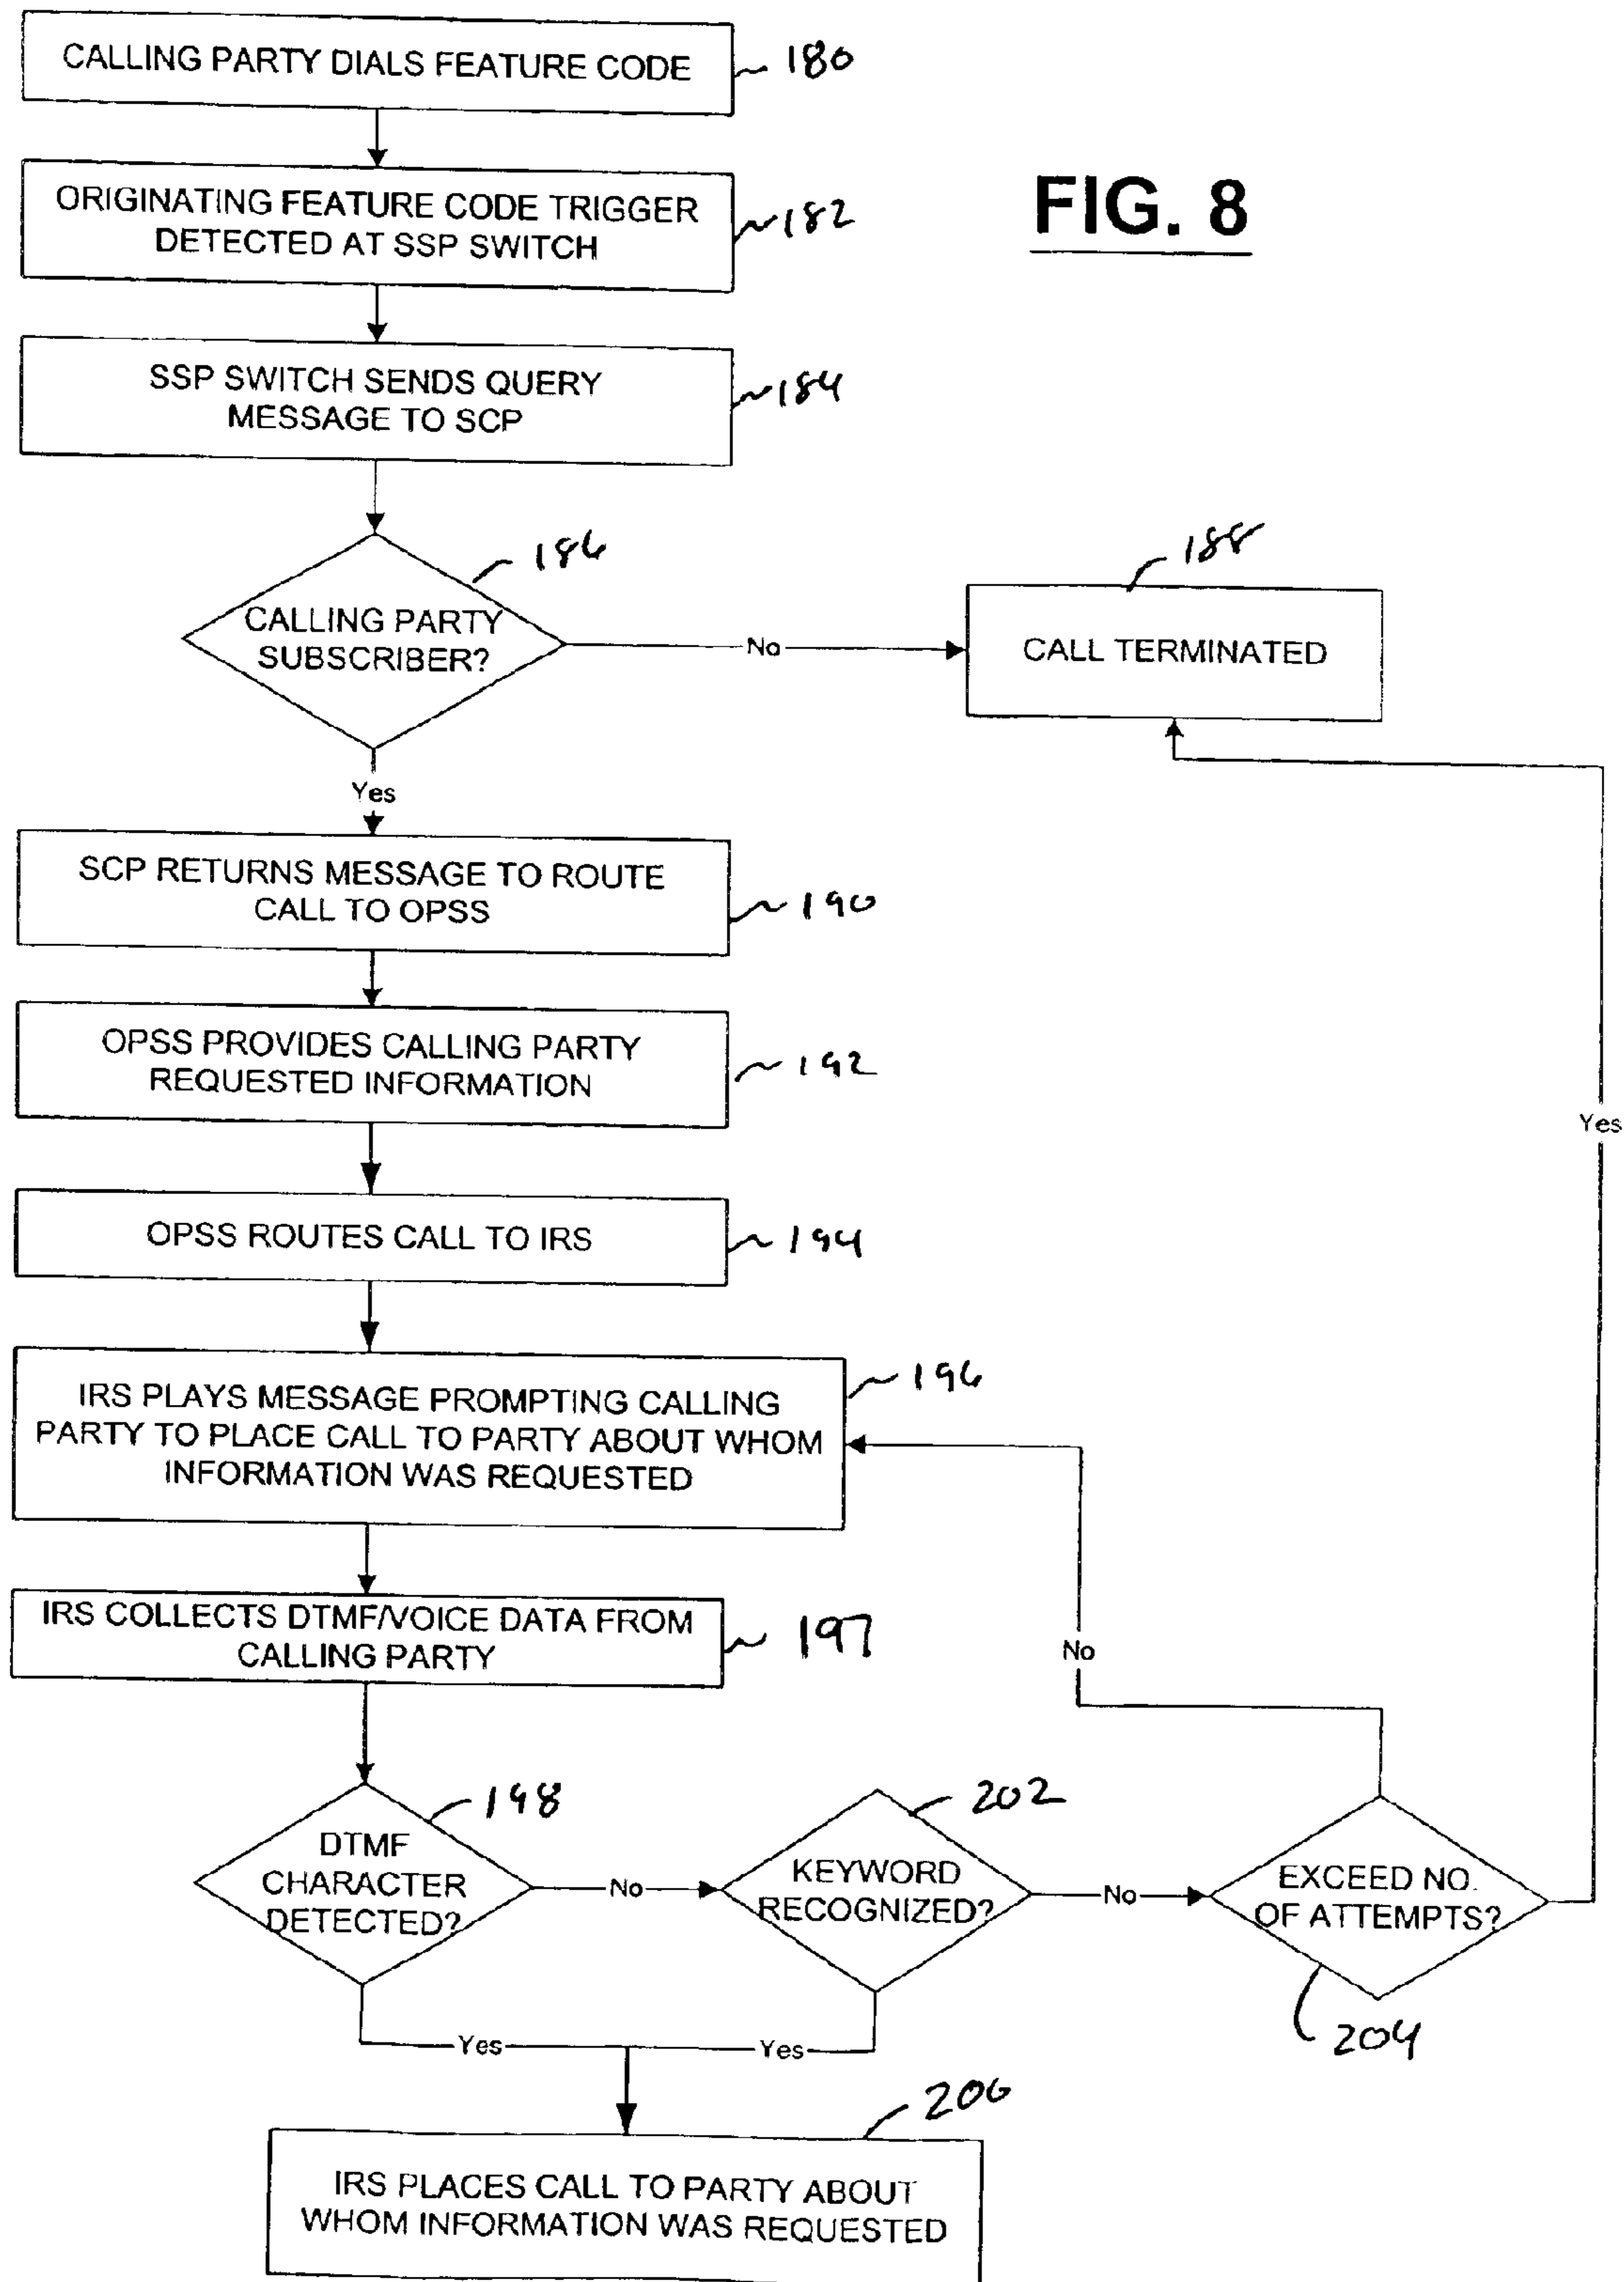 CALLING PARTY DIALS FEATURE CODE
180
ORIGINATING FEATURE CODE TRIGGER
DETECTED AT SSP SWITCH
182
FIG. 8
SSP SWITCH SENDS QUERY
MESSAGE TO SCP
184
186
CALLING PARTY
SUBSCRIBER?
No
188
CALL TERMINATED
Yes
SCP RETURNS MESSAGE TO ROUTE
CALL TO OPSS
190
OPSS PROVIDES CALLING PARTY
REQUESTED INFORMATION
192
Yes
OPSS ROUTES CALL TO IRS
194
IRS PLAYS MESSAGE PROMPTING CALLING
PARTY TO PLACE CALL TO PARTY ABOUT WHOM
INFORMATION WAS REQUESTED
196
IRS COLLECTS DTMF/VOICE DATA FROM
CALLING PARTY
197
No
198
DTMF
CHARACTER
DETECTED?
No
202
KEYWORD
RECOGNIZED?
No
EXCEED NO.
OF ATTEMPTS?
204
Yes
Yes
206
IRS PLACES CALL TO PARTY ABOUT
WHOM INFORMATION WAS REQUESTED